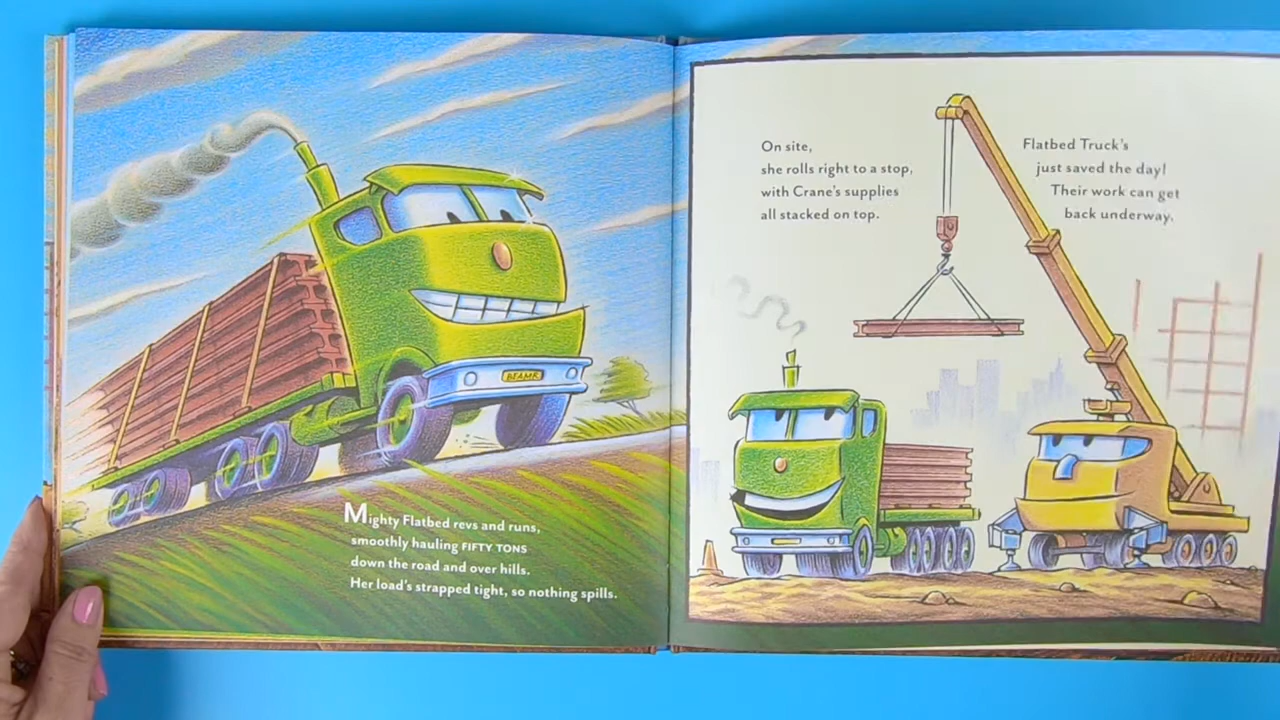 BEAMR
Mighty Flatbed revs and runs,
smoothly hauling FIFTY TONS
down the road and over hills.
Her load's strapped tight, so nothing spills.
On site,
she rolls right to a stop,
with Crane's supplies
all stacked on top.
Flatbed Truck's
just saved the day!
Their work can get
back underway.